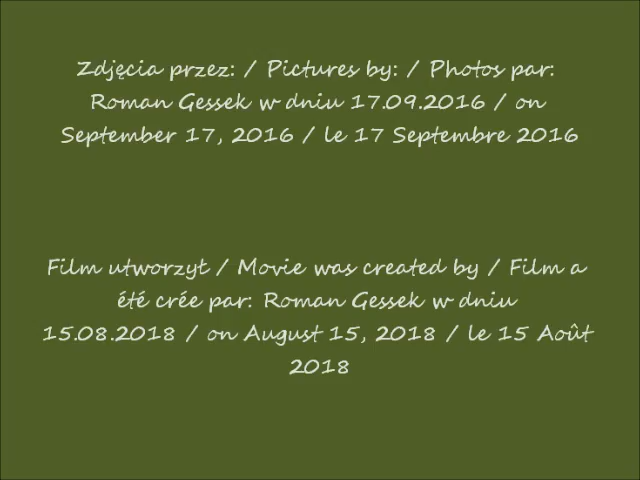 Zdjęcia przez: / Pictures by: / Photos par:
Roman Gessek w dniu 17.09.2016 / on
September 17, 2016 / le 17 Septembre 2016
Film utworzył / Movie was created by / Film a
été crée par: Roman Gessek w dniu
15.08.2018 / on August 15, 2018 / le 15 Août
2018